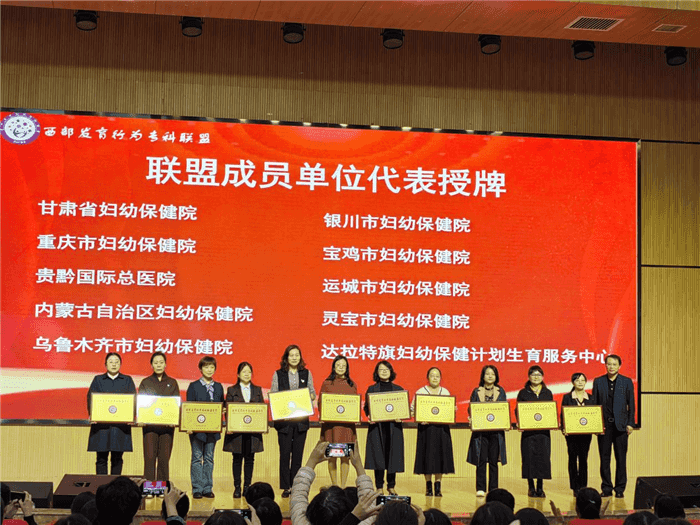 西部发育行为专科联盟
联盟成员单位代表授牌
甘肃省妇幼保健院
重庆市妇幼保健院
贵黔国际总医院
内蒙古自治区妇幼保健院
乌鲁木齐市妇幼保健院
银川市妇幼保健院
宝鸡市妇幼保健院
运城市妇幼保健院
灵宝市妇幼保健院
达拉特旗妇幼保健计划生育服务中心